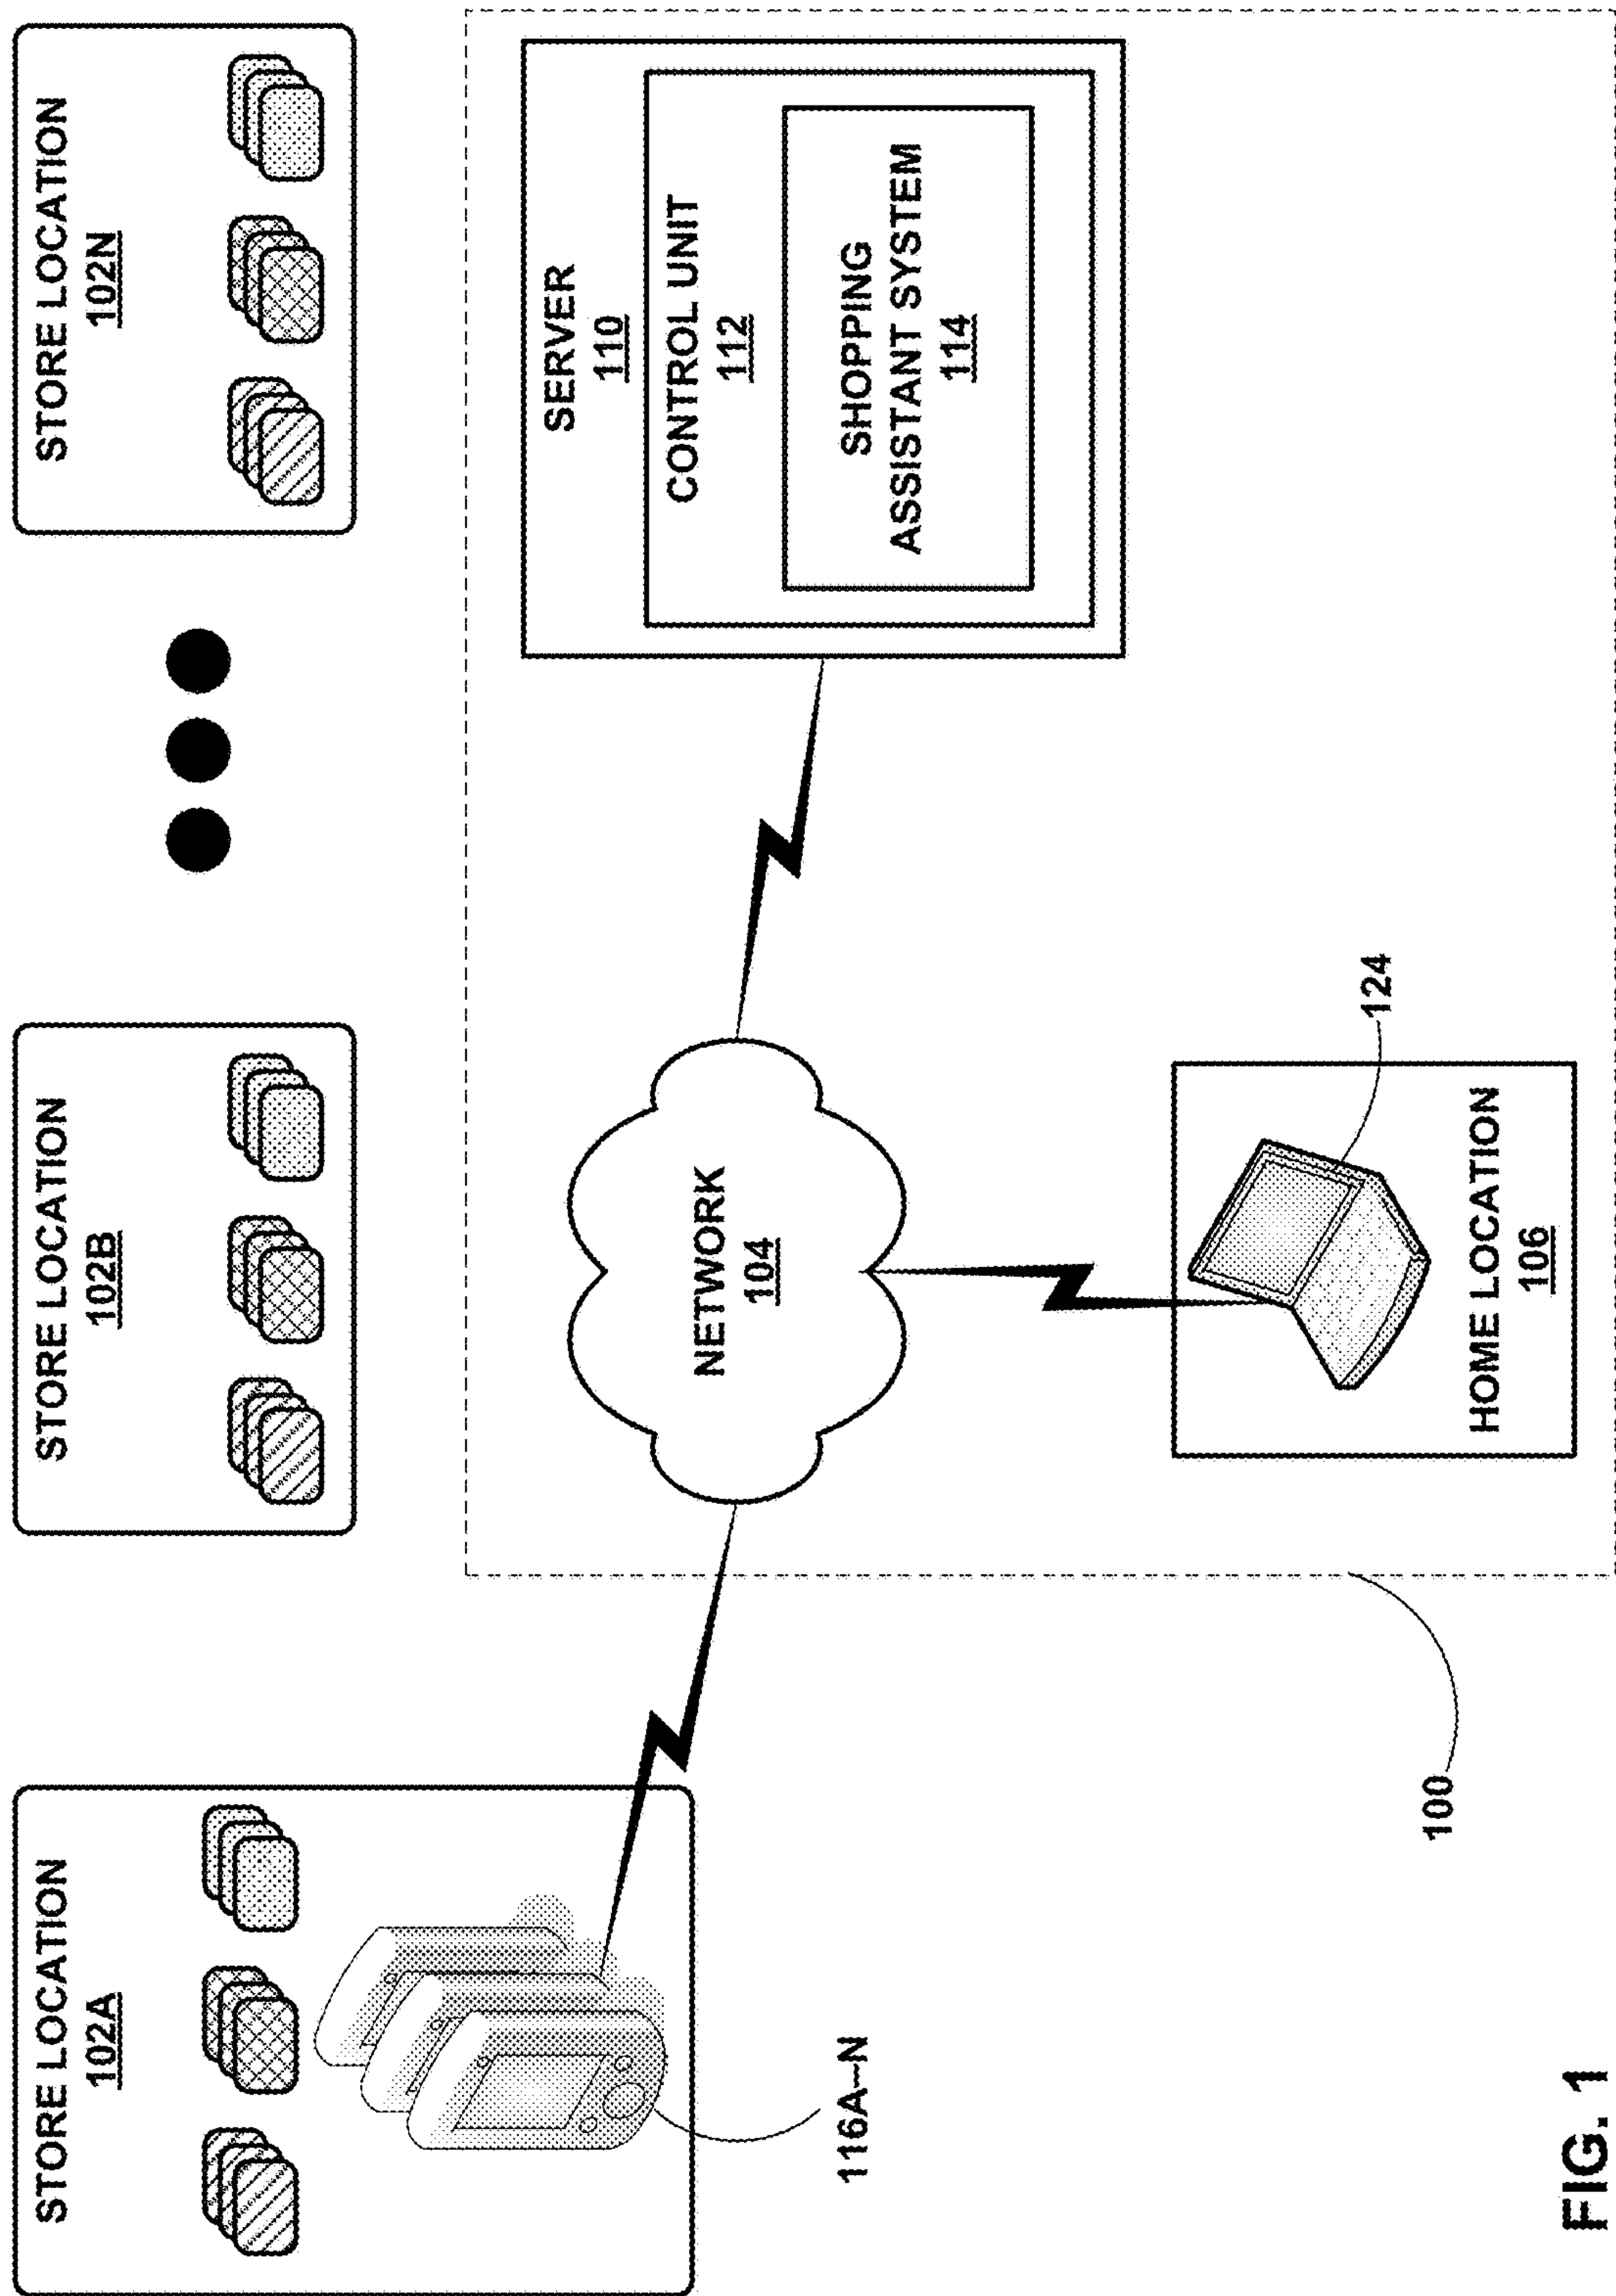 STORE LOCATION
102A
STORE LOCATION
102B
STORE LOCATION
102N
116A–N
NETWORK
104
SERVER
110
CONTROL UNIT
112
SHOPPING
ASSISTANT SYSTEM
114
124
HOME LOCATION
106
100
FIG. 1